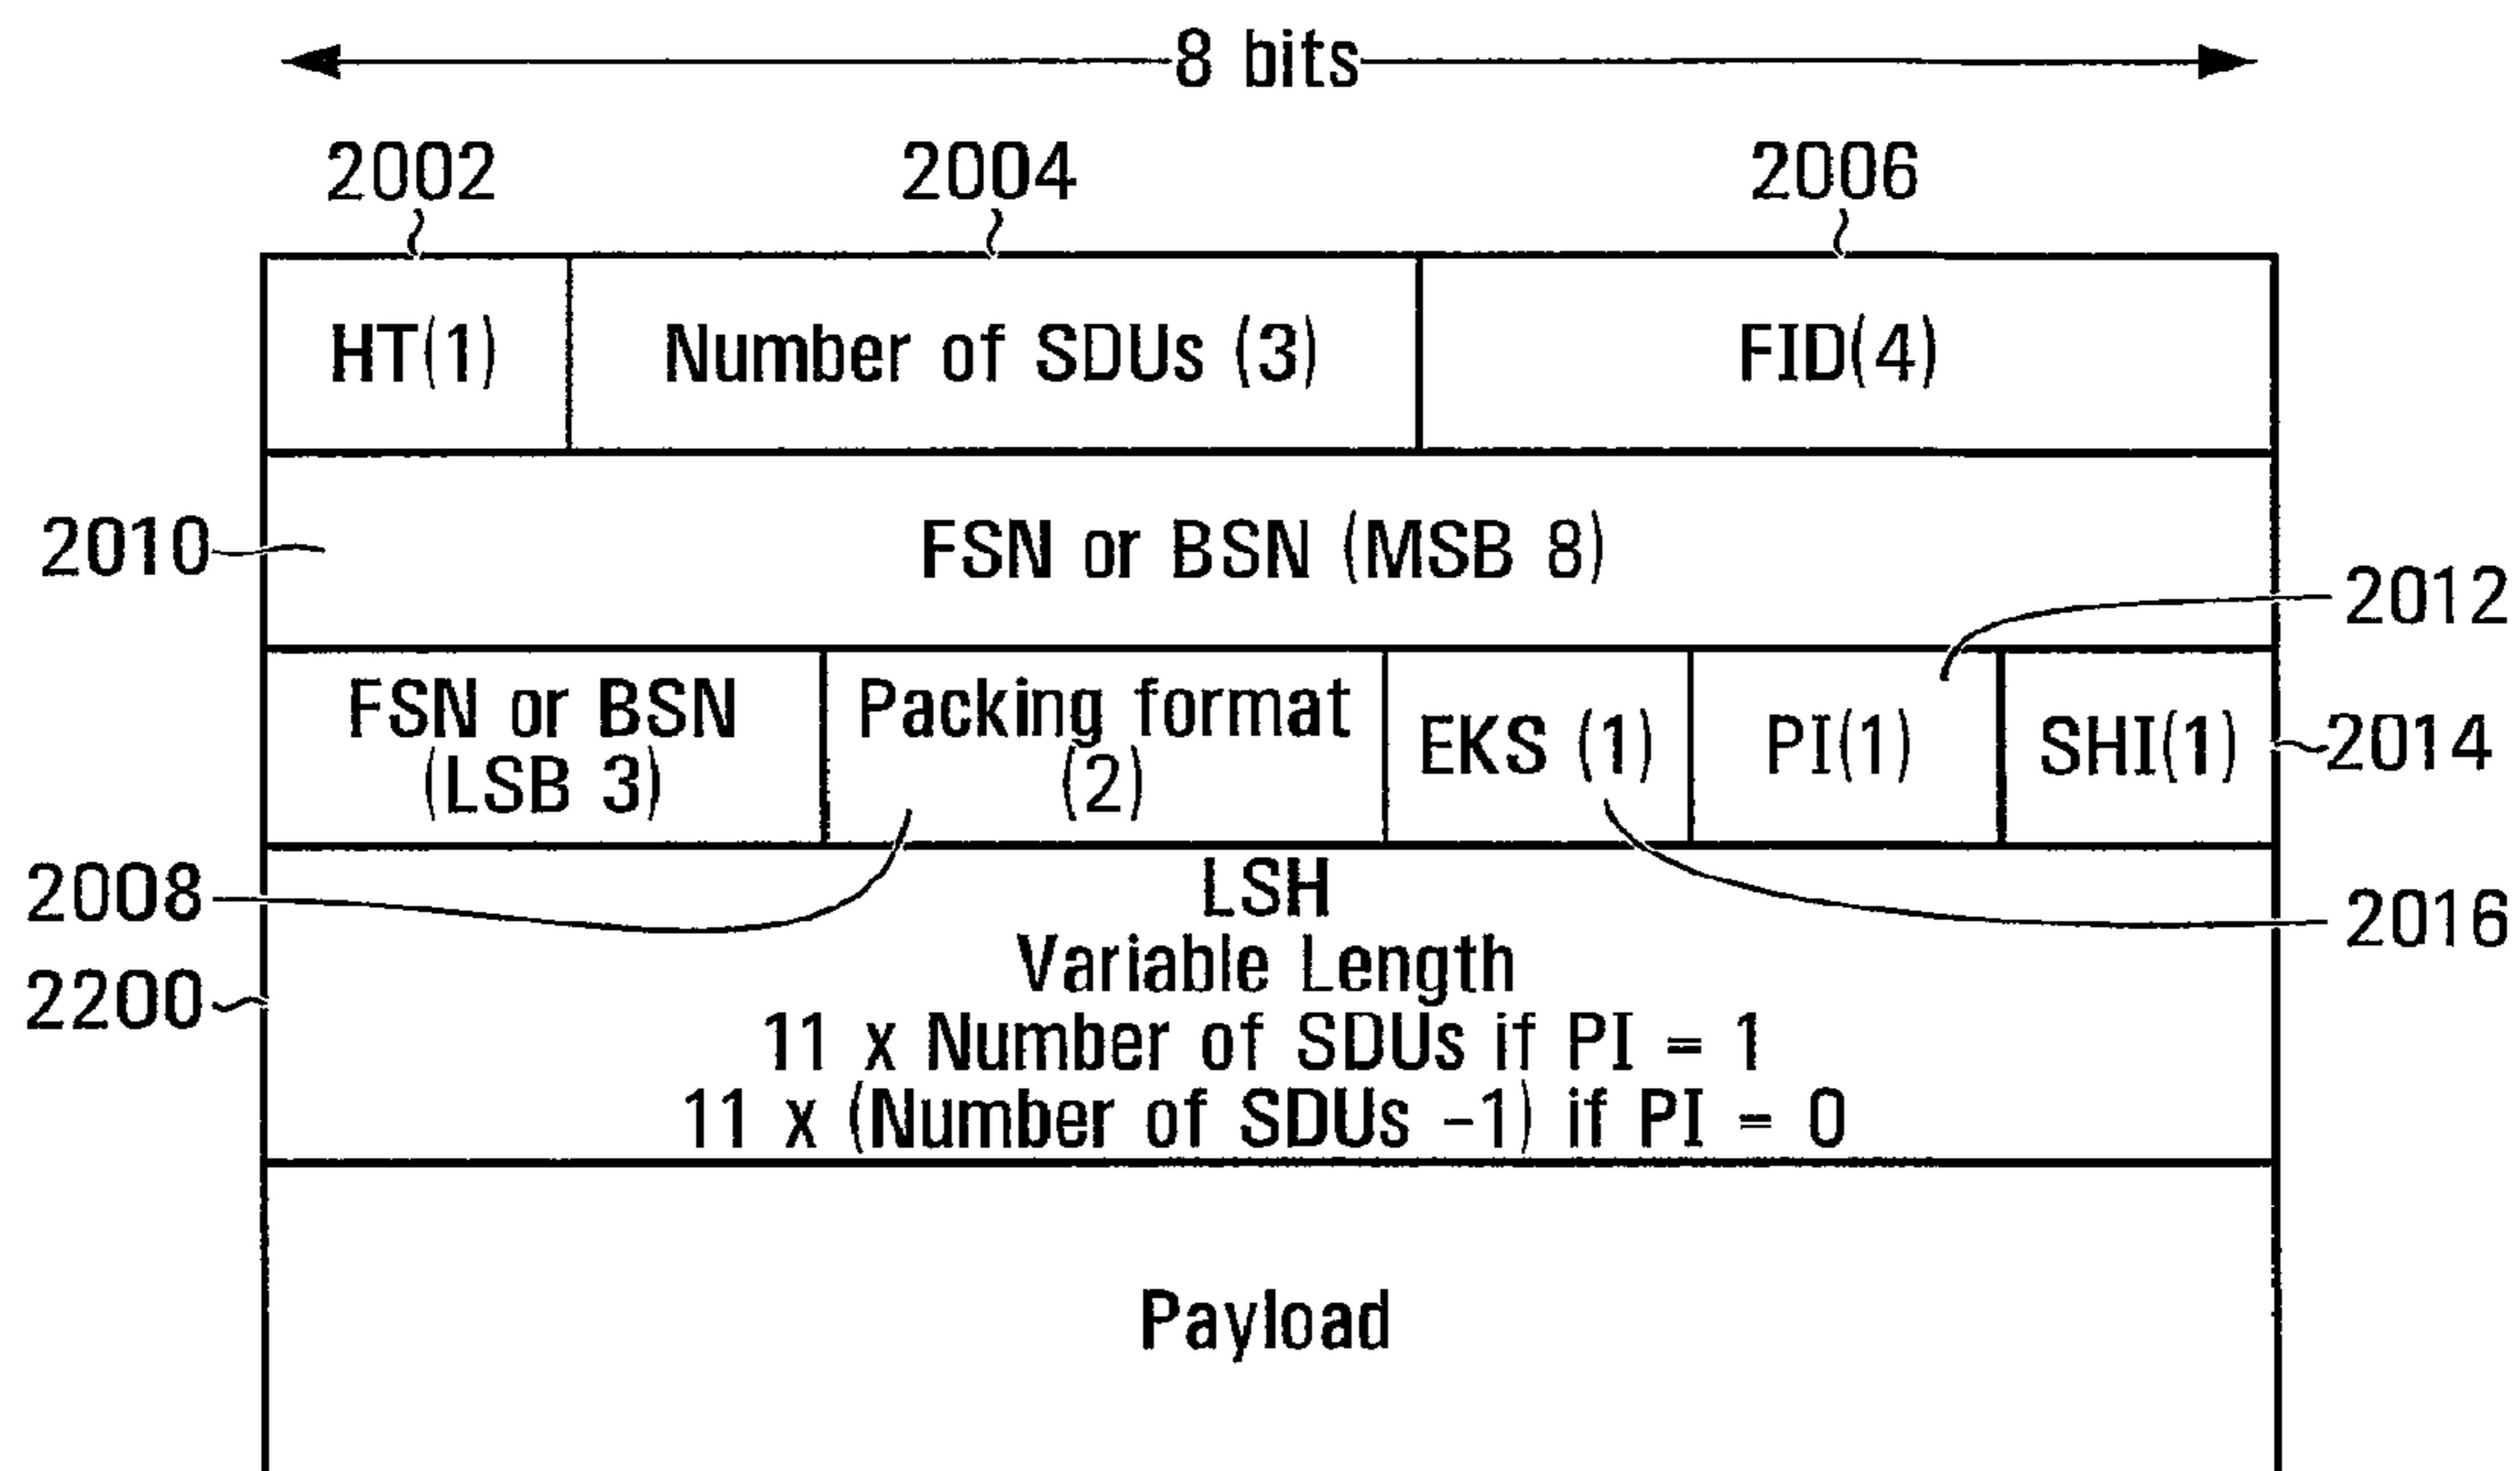 8 bits
2002 2004 2006
HT(1) Number of SDUs (3) FID(4)
2010 FSN or BSN (MSB 8)
2012
FSN or BSN
(LSB 3)
Packing format
(2)
EKS (1) PI(1) SHI(1) 2014
2008
LSH
2016
Variable Length
2200
11 x Number of SDUs if PI = 1
11 x (Number of SDUs -1) if PI = 0
Payload